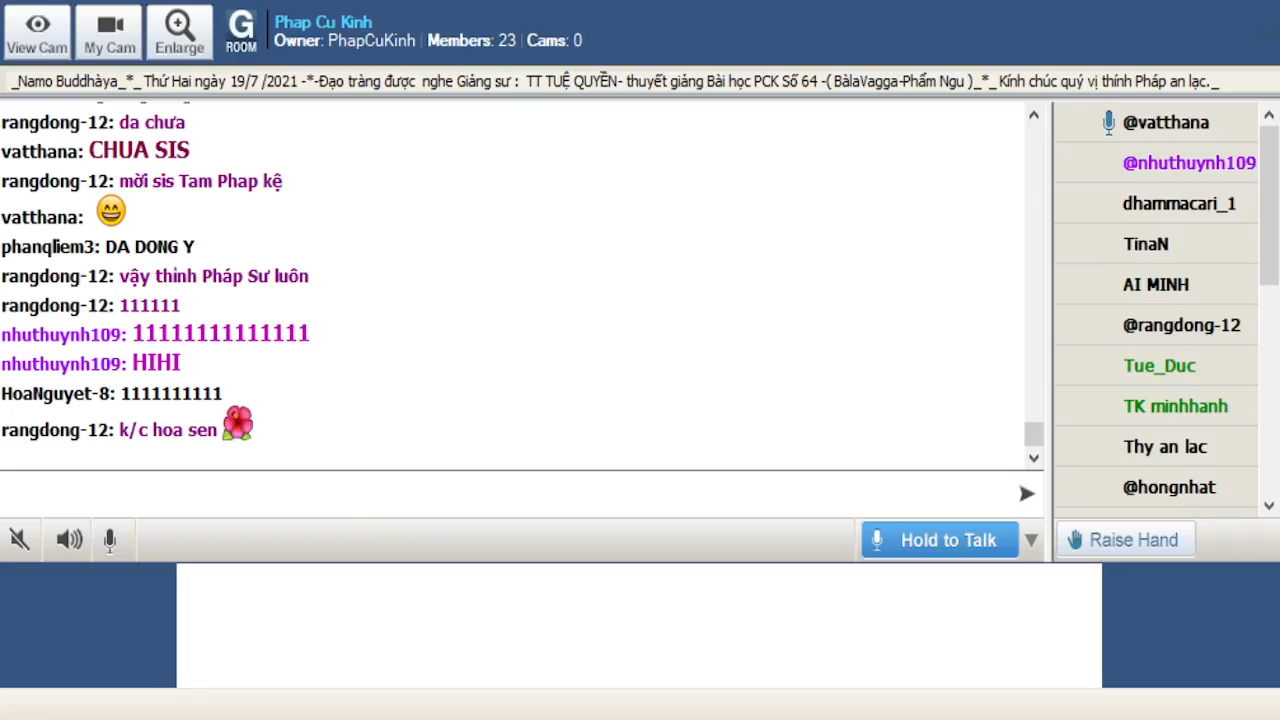 View Cam
My Cam
Enlarge
G
ROOM
Phap Cu Kinh
Owner: PhapCuKinh | Members: 23 | Cams: 0
_Namo Buddhàya_*_ Thứ Hai ngày 19/7 /2021 -*-Đạo tràng được nghe Giảng sư : TT TUỆ QUYỀN- thuyết giảng Bài học PCK Số 64 -( BàlaVagga-Phẩm Ngu )_*_ Kính chúc quý vị thính Pháp an lạc._
rangdong-12: da chưa
vatthana: CHUA SIS
rangdong-12: mời sis Tam Phap kệ
vatthana: 😄
phanqliem3: DA DONG Y
rangdong-12: vậy thỉnh Pháp Sư luôn
rangdong-12: 111111
nhuthuynh109: 11111111111111
nhuthuynh109: HIHI
HoaNguyet-8: 1111111111
rangdong-12: k/c hoa sen 🌺
@vatthana
@nhuthuynh109
dhammacari_1
TinaN
AI MINH
@rangdong-12
Tue_Duc
TK minhhanh
Thy an lac
@hongnhat
Hold to Talk
Raise Hand